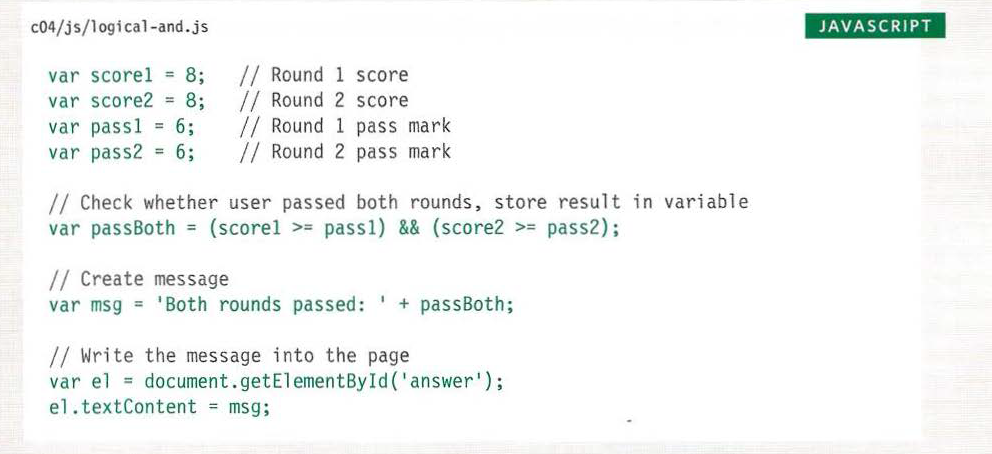 c04/js/logical-and.js
JAVASCRIPT
var score1 = 8;   // Round 1 score
var score2 = 8;   // Round 2 score
var pass1 = 6;    // Round 1 pass mark
var pass2 = 6;    // Round 2 pass mark
// Check whether user passed both rounds, store result in variable
var passBoth = (score1 >= pass1) && (score2 >= pass2);
// Create message
var msg = 'Both rounds passed: ' + passBoth;
// Write the message into the page
var el = document.getElementById('answer');
el.textContent = msg;